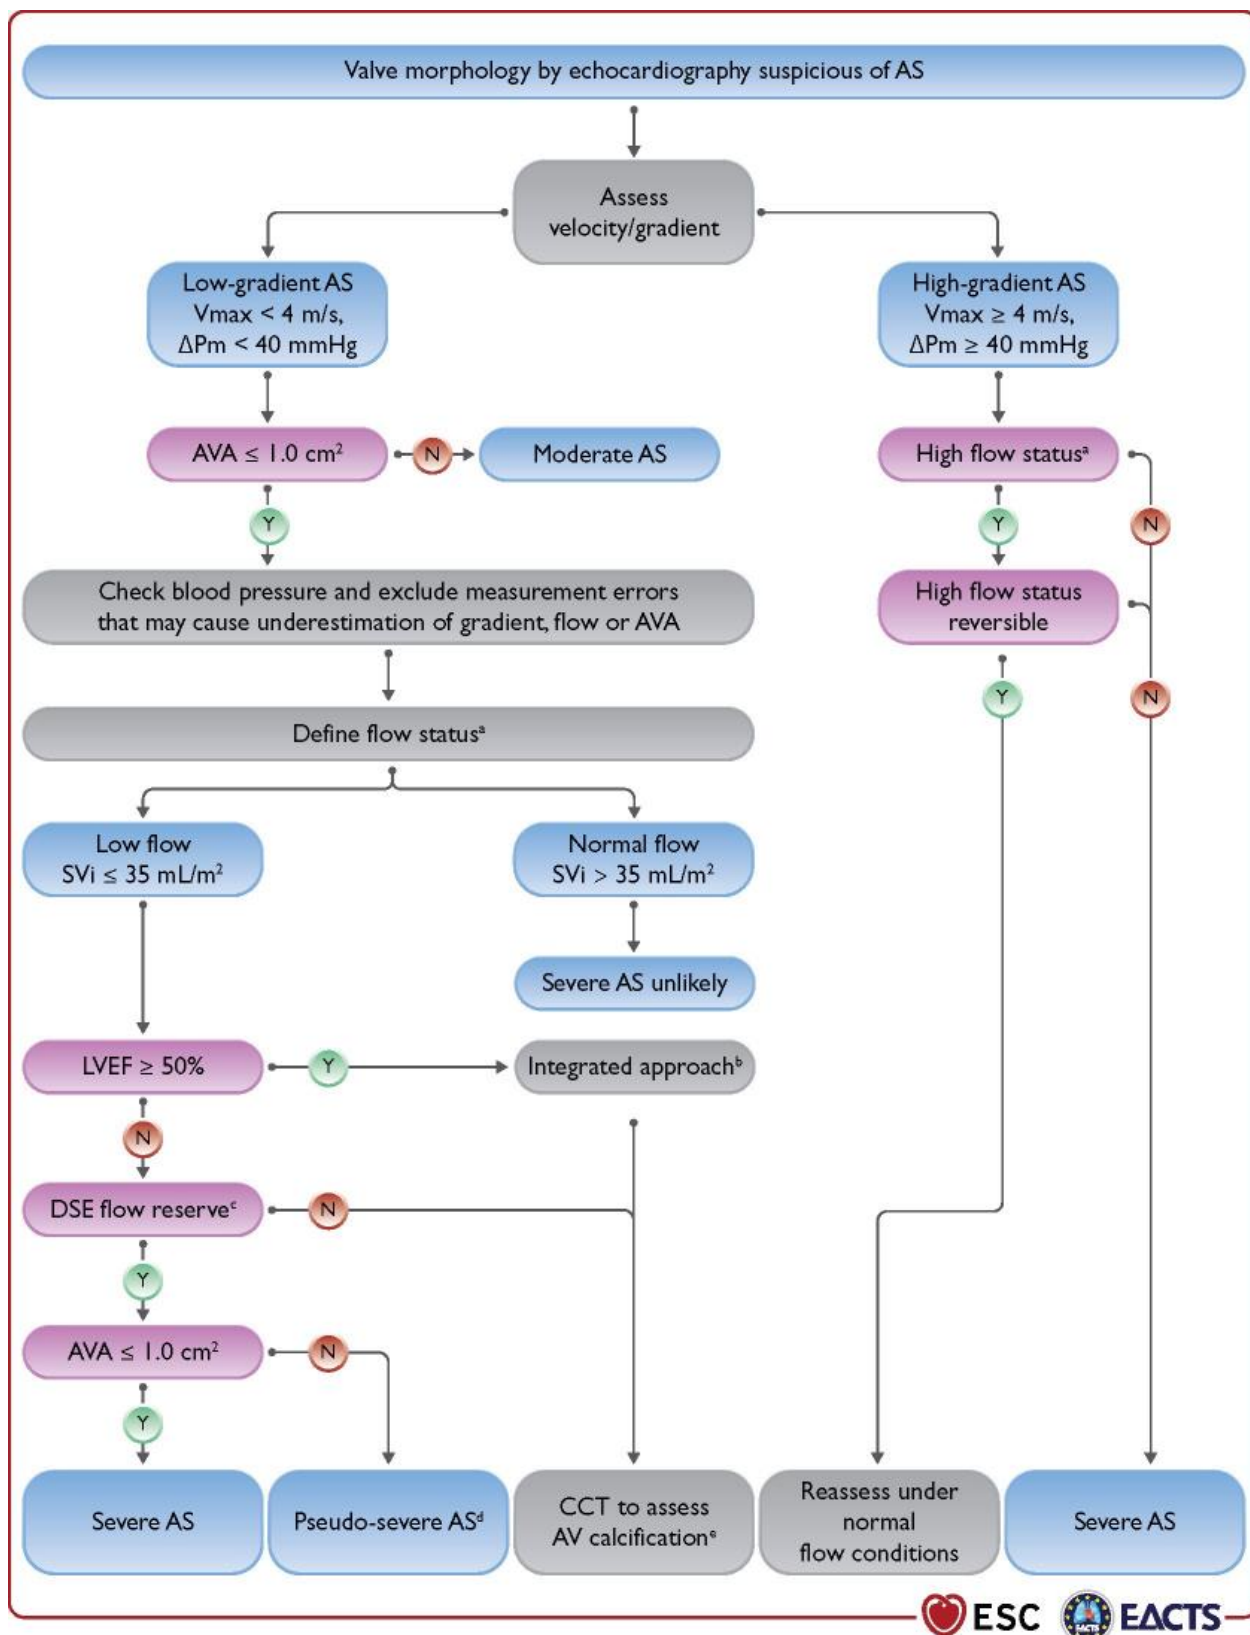 Valve morphology by echocardiography suspicious of AS
Assess
velocity/gradient
Low-gradient AS
Vmax < 4 m/s,
ΔPm < 40 mmHg
High-gradient AS
Vmax ≥ 4 m/s,
ΔPm ≥ 40 mmHg
AVA ≤ 1.0 cm²
N
Moderate AS
High flow statusᵃ
Y
Y
N
Check blood pressure and exclude measurement errors
that may cause underestimation of gradient, flow or AVA
High flow status
reversible
Y
N
Define flow statusᵃ
Low flow
SVi ≤ 35 mL/m²
Normal flow
SVi > 35 mL/m²
Severe AS unlikely
LVEF ≥ 50%
Y
Integrated approachᵇ
N
DSE flow reserveᶜ
N
Y
AVA ≤ 1.0 cm²
N
Y
Severe AS
Pseudo-severe ASᵈ
CCT to assess
AV calcificationᵉ
Reassess under
normal
flow conditions
Severe AS
ESC
EACTS
EACTS